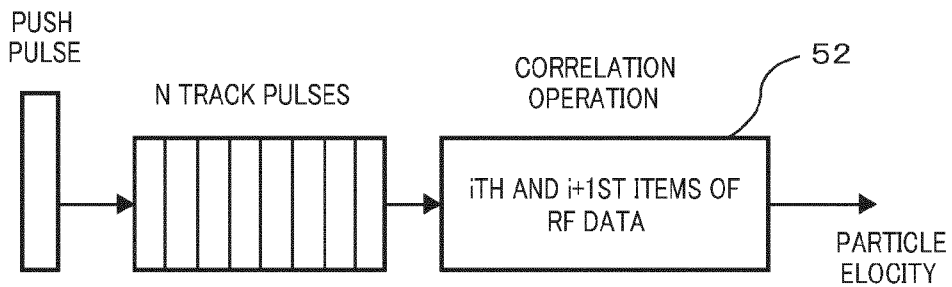 PUSH
PULSE
N TRACK PULSES
CORRELATION
OPERATION
52
iTH AND i+1ST ITEMS OF
RF DATA
PARTICLE
ELOCITY